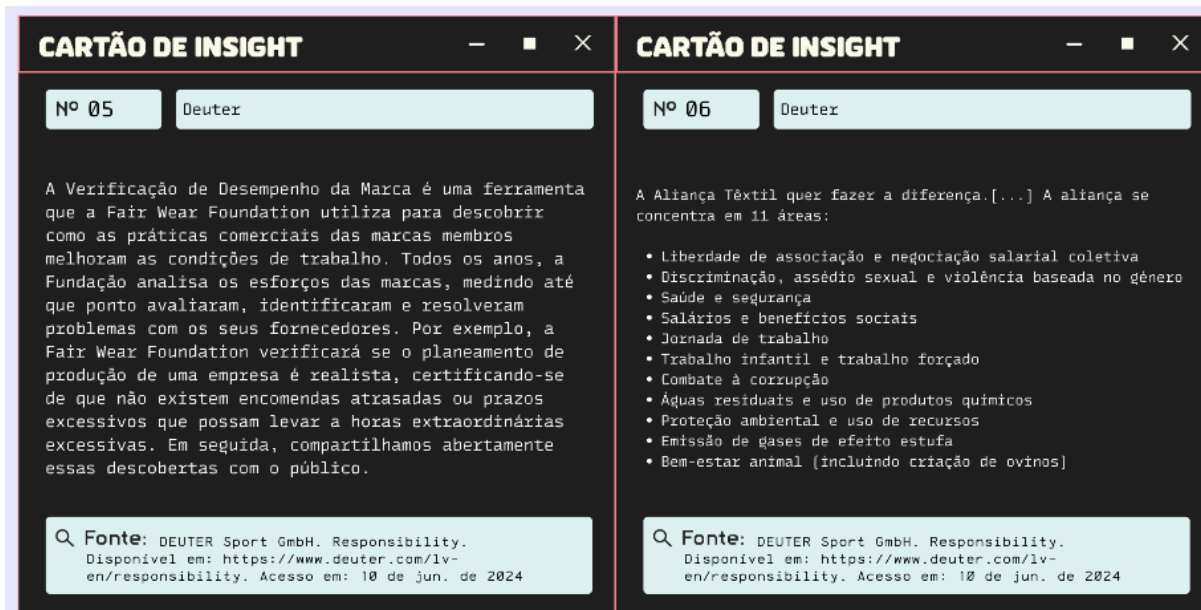 CARTÃO DE INSIGHT
Nº 05
Deuter
A Verificação de Desempenho da Marca é uma ferramenta
que a Fair Wear Foundation utiliza para descobrir
como as práticas comerciais das marcas membros
melhoram as condições de trabalho. Todos os anos, a
Fundação analisa os esforços das marcas, medindo até
que ponto avaliaram, identificaram e resolveram
problemas com os seus fornecedores. Por exemplo, a
Fair Wear Foundation verificará se o planeamento de
produção de uma empresa é realista, certificando-se
de que não existem encomendas atrasadas ou prazos
excessivos que possam levar a horas extraordinárias
excessivas. Em seguida, compartilhamos abertamente
essas descobertas com o público.
Fonte: DEUTER Sport GmbH. Responsibility.
Disponível em: https://www.deuter.com/lv-
en/responsibility. Acesso em: 10 de jun. de 2024
CARTÃO DE INSIGHT
Nº 06
Deuter
A Aliança Têxtil quer fazer a diferença.[...] A aliança se
concentra em 11 áreas:
• Liberdade de associação e negociação salarial coletiva
• Discriminação, assédio sexual e violência baseada no género
• Saúde e segurança
• Salários e benefícios sociais
• Jornada de trabalho
• Trabalho infantil e trabalho forçado
• Combate à corrupção
• Águas residuais e uso de produtos químicos
• Proteção ambiental e uso de recursos
• Emissão de gases de efeito estufa
• Bem-estar animal (incluindo criação de ovinos)
Fonte: DEUTER Sport GmbH. Responsibility.
Disponível em: https://www.deuter.com/lv-
en/responsibility. Acesso em: 10 de jun. de 2024